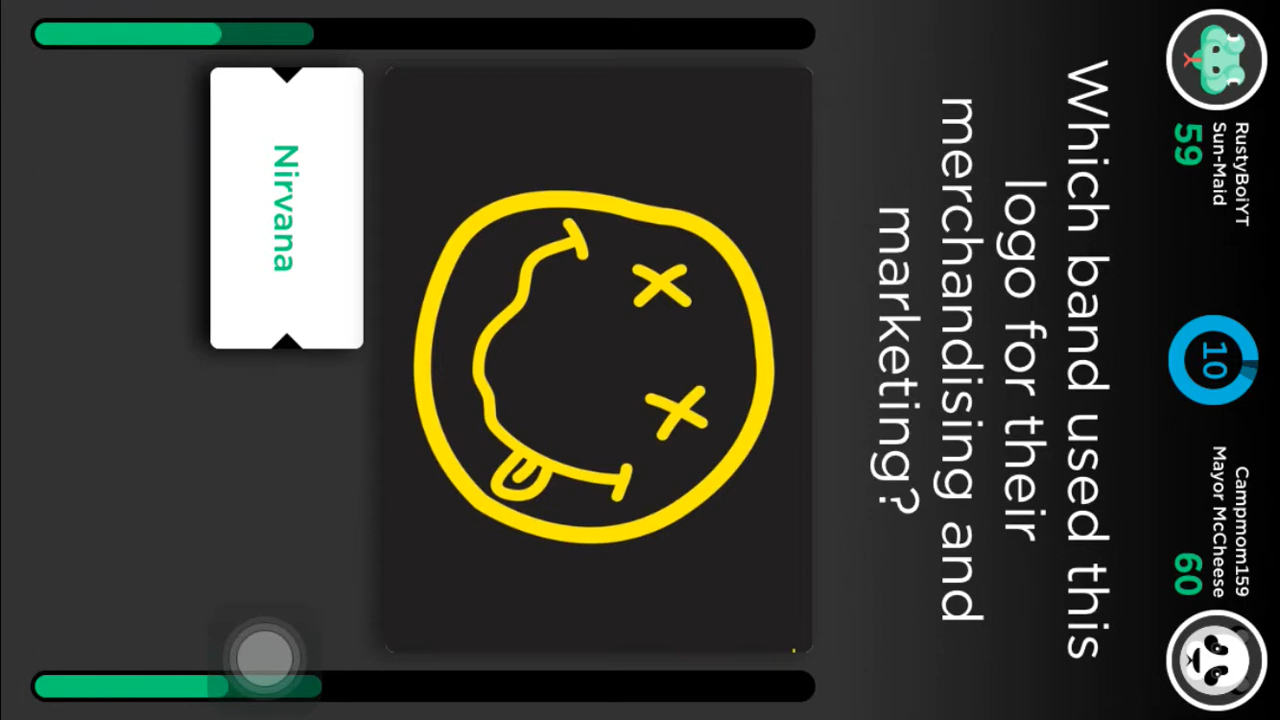 RustyBoiYT
Sun-Maid
59
10
Campmom159
Mayor McCheese
60
Which band used this
logo for their
merchandising and
marketing?
Nirvana